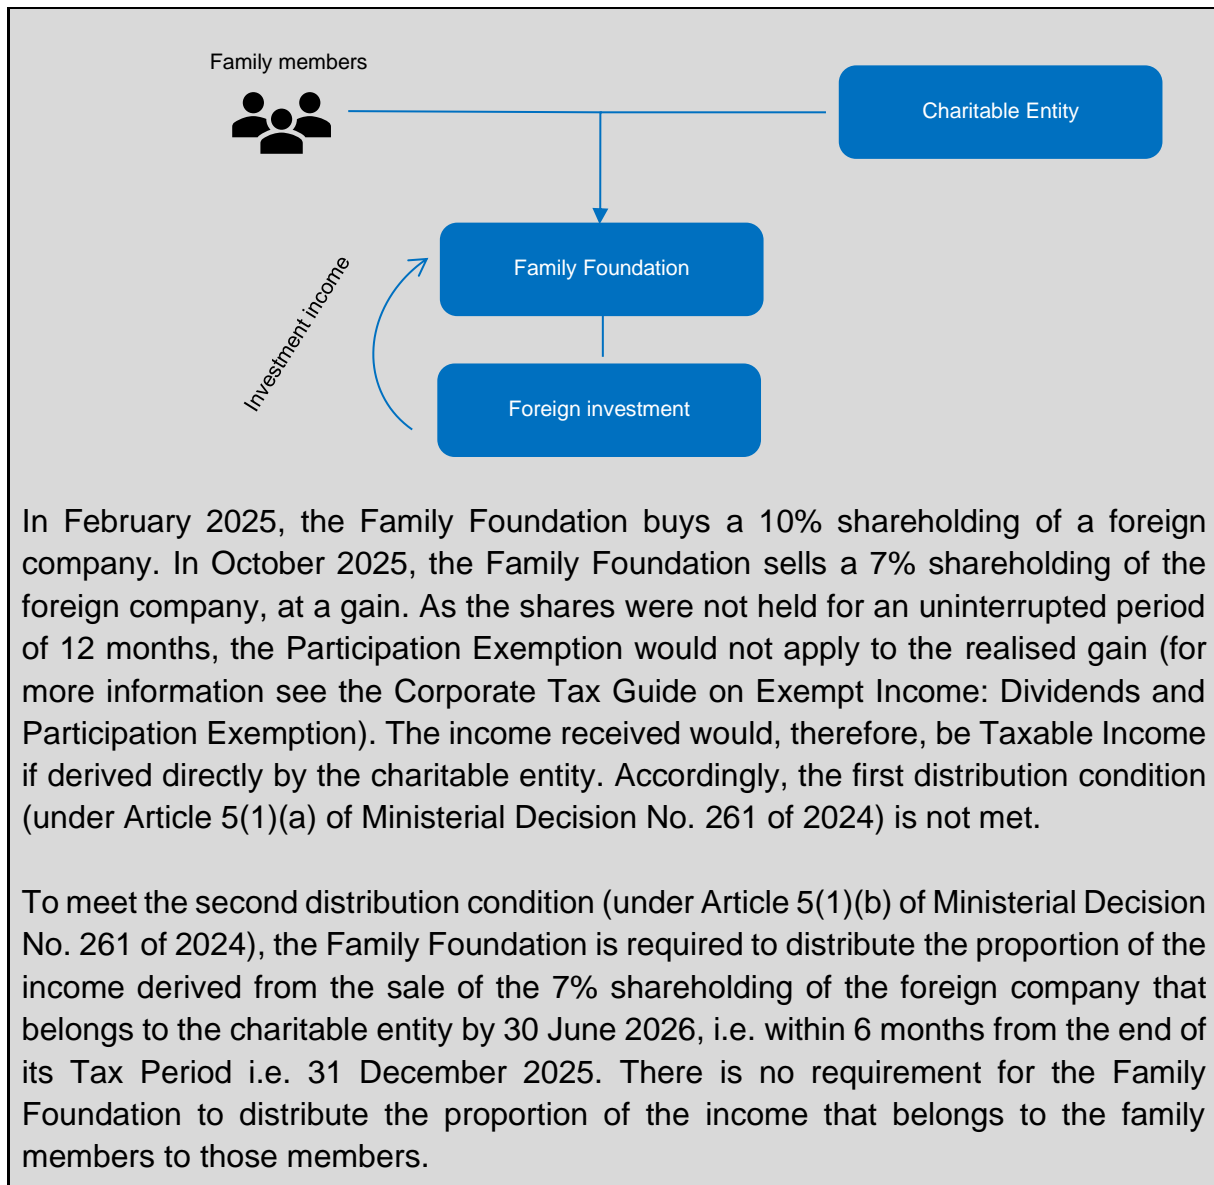 Family members
Charitable Entity
Family Foundation
Investment income
Foreign investment
In February 2025, the Family Foundation buys a 10% shareholding of a foreign
company. In October 2025, the Family Foundation sells a 7% shareholding of the
foreign company, at a gain. As the shares were not held for an uninterrupted period
of 12 months, the Participation Exemption would not apply to the realised gain (for
more information see the Corporate Tax Guide on Exempt Income: Dividends and
Participation Exemption). The income received would, therefore, be Taxable Income
if derived directly by the charitable entity. Accordingly, the first distribution condition
(under Article 5(1)(a) of Ministerial Decision No. 261 of 2024) is not met.
To meet the second distribution condition (under Article 5(1)(b) of Ministerial Decision
No. 261 of 2024), the Family Foundation is required to distribute the proportion of the
income derived from the sale of the 7% shareholding of the foreign company that
belongs to the charitable entity by 30 June 2026, i.e. within 6 months from the end of
its Tax Period i.e. 31 December 2025. There is no requirement for the Family
Foundation to distribute the proportion of the income that belongs to the family
members to those members.